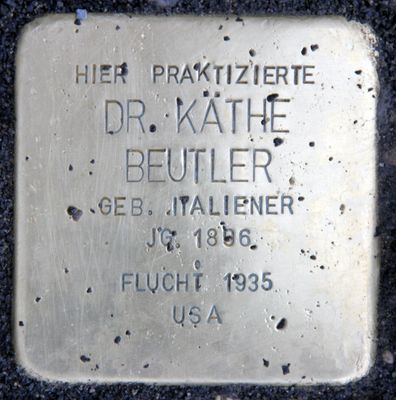 HIER PRAKTIZIERTE
DR. KÄTHE
BEUTLER
GEB. ITALIENER
JG. 1896
FLUCHT 1935
USA